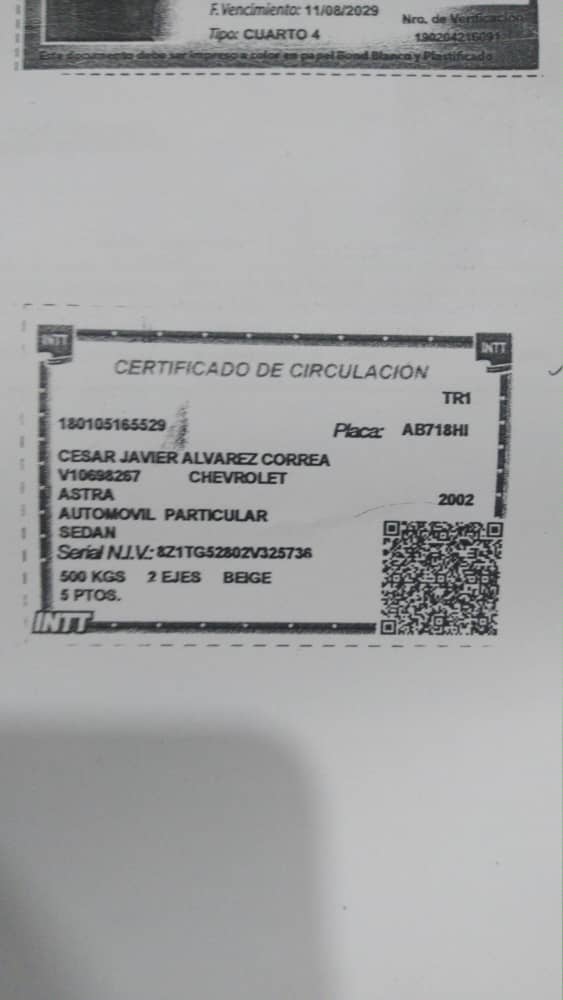 F. Vencimiento: 11/08/2029
Tipo: CUARTO 4
Nro. de Verificación
Este documento debe ser impreso a color en papel Bond Blanco y Plastificado
INTT
INTT
CERTIFICADO DE CIRCULACIÓN
TR1
180105165529
Placa: AB718HI
CESAR JAVIER ALVAREZ CORREA
V10698267 CHEVROLET
ASTRA 2002
AUTOMOVIL PARTICULAR
SEDAN
Serial N.I.V.: 8Z1TG52802V325736
500 KGS 2 EJES BEIGE
5 PTOS.
INTT